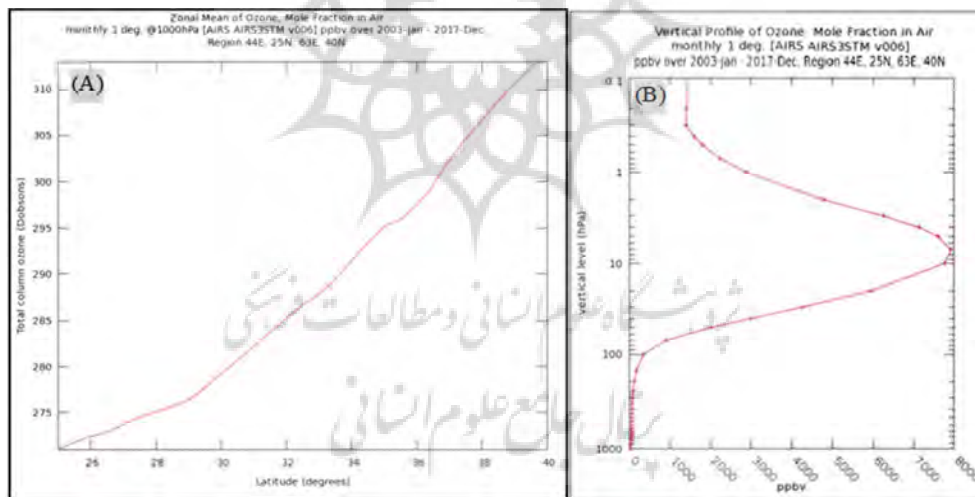 Zonal Mean of Ozone, Mole Fraction in Air
monthly 1 deg. @1000hPa [AIRS AIRS3STM v006] ppbv over 2003-Jan - 2017-Dec.
Region 44E, 25N, 63E, 40N
(A)
310
305
300
295
290
285
280
275
Total column ozone (Dobsons)
26 28 30 32 34 36 38 40
Latitude (degrees)
Vertical Profile of Ozone, Mole Fraction in Air
monthly 1 deg. [AIRS AIRS3STM v006]
ppbv over 2003-jan - 2017-Dec, Region 44E, 25N, 63E, 40N
(B)
0.1
1
10
100
1000
vertical level (hPa)
0 1000 2000 3000 4000 5000 6000 7000 8000
ppbv
پژوهشگاه علوم انسانی و مطالعات فرهنگی
پرتال جامع علوم انسانی